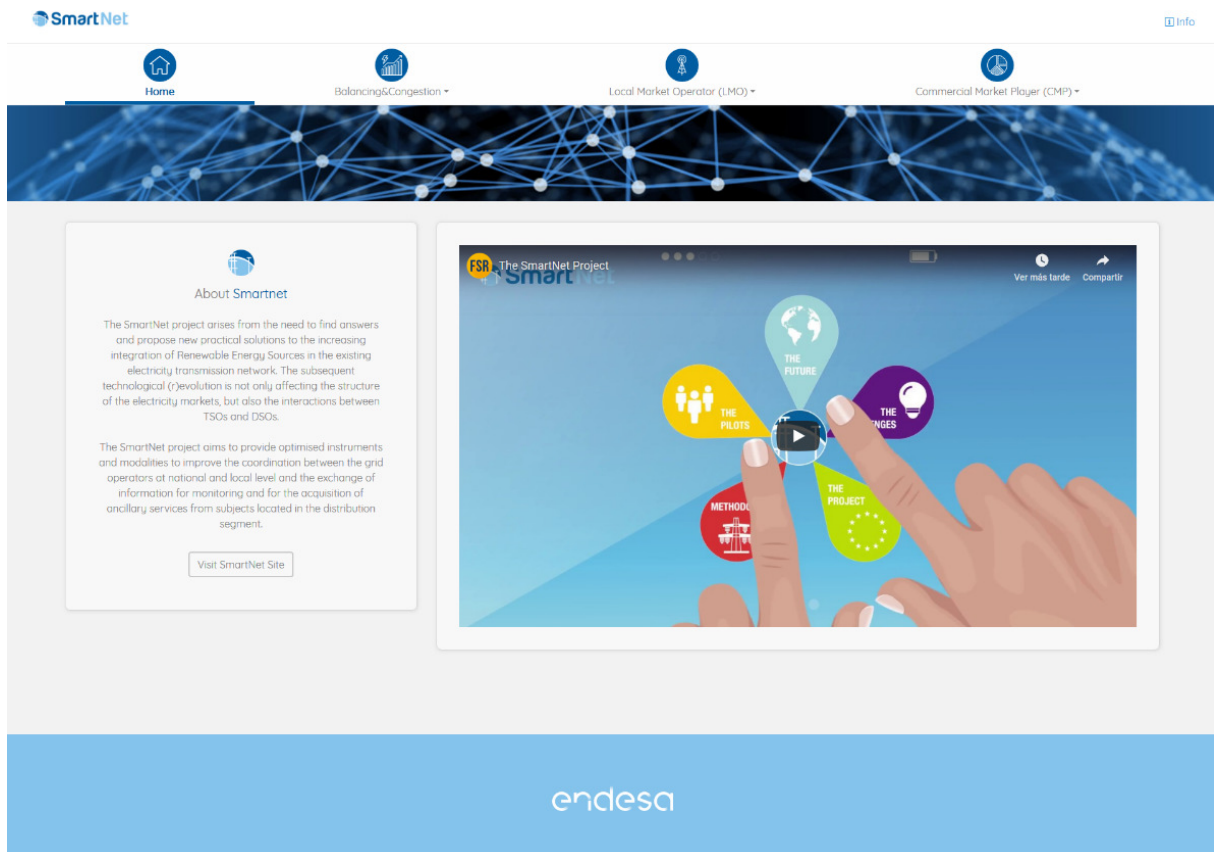 SmartNet
Info
Home
Balancing&Congestion
Local Market Operator (LMO)
Commercial Market Player (CMP)
About Smartnet
The SmartNet project arises from the need to find answers
and propose new practical solutions to the increasing
integration of Renewable Energy Sources in the existing
electricity transmission network. The subsequent
technological (r)evolution is not only affecting the structure
of the electricity markets, but also the interactions between
TSOs and DSOs.
The SmartNet project aims to provide optimised instruments
and modalities to improve the coordination between the grid
operators at national and local level and the exchange of
information for monitoring and for the acquisition of
ancillary services from subjects located in the distribution
segment.
Visit SmartNet Site
FSR
The SmartNet Project
SmartNet
Ver más tarde
Compartir
THE
FUTURE
THE
PILOTS
THE
ENGES
THE
PROJECT
METHODO
endesa